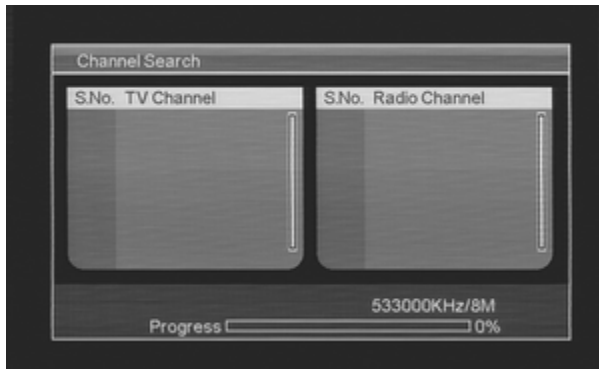 Channel Search
S.No. TV Channel
S.No. Radio Channel
533000KHz/8M
Progress 0%